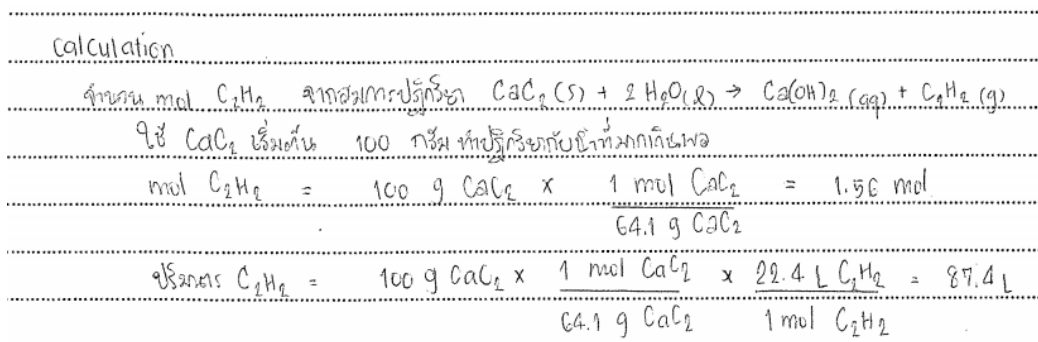 Calculation
จำนวน mol C₂H₂ จากสมการปฏิกิริยา CaC₂ (s) + 2 H₂O(l) → Ca(OH)₂ (aq) + C₂H₂ (g)
ใช้ CaC₂ เริ่มต้น 100 กรัม ทำปฏิกิริยากับน้ำที่มากเกินพอ
mol C₂H₂ = 100 g CaC₂ x 1 mol CaC₂ = 1.56 mol
64.1 g CaC₂
ปริมาตร C₂H₂ = 100 g CaC₂ x 1 mol CaC₂ x 22.4 L C₂H₂ = 87.4 L
64.1 g CaC₂ 1 mol C₂H₂